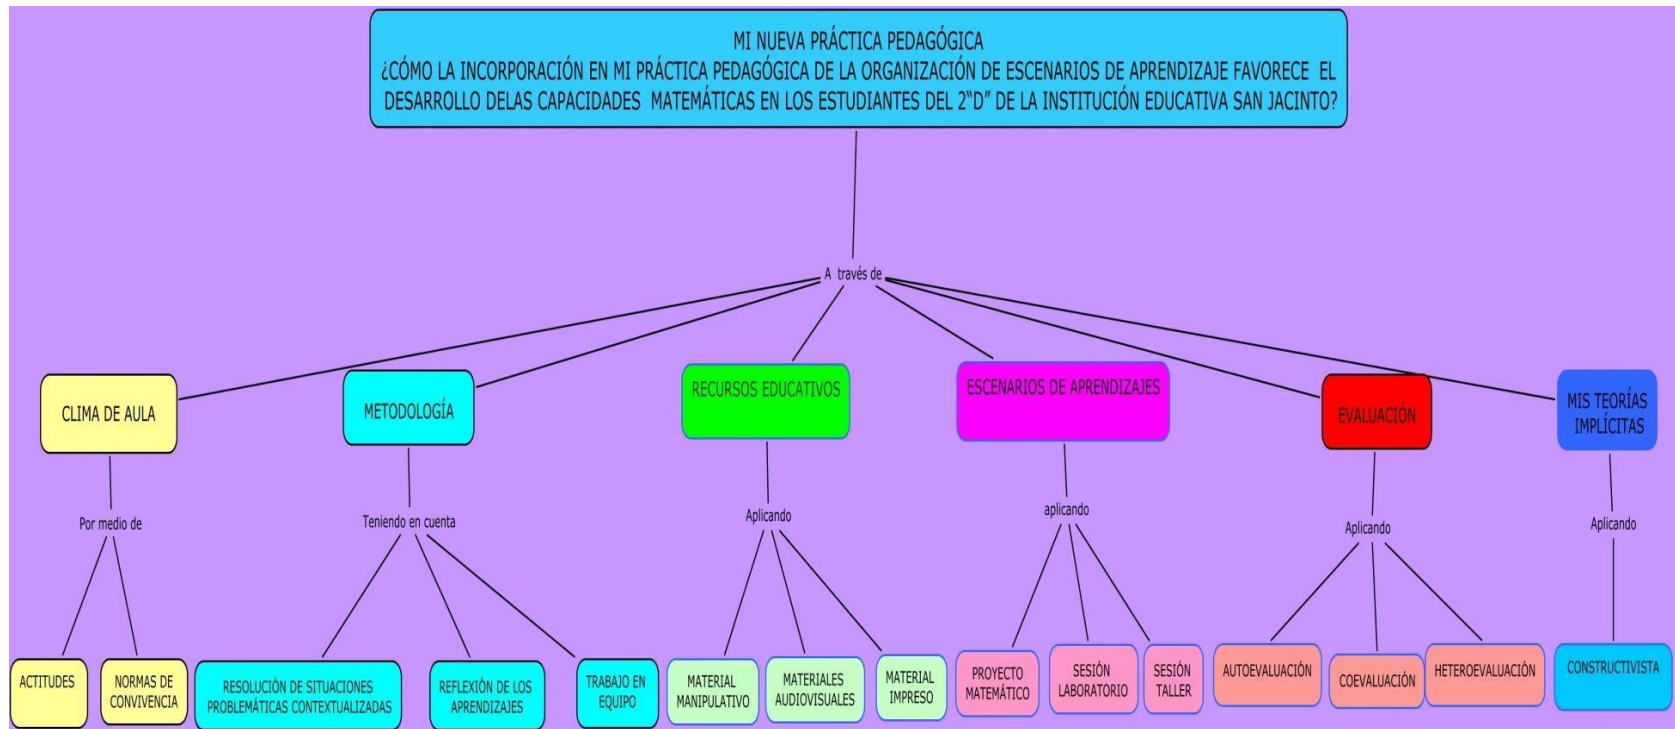 MI NUEVA PRÁCTICA PEDAGÓGICA
¿CÓMO LA INCORPORACIÓN EN MI PRÁCTICA PEDAGÓGICA DE LA ORGANIZACIÓN DE ESCENARIOS DE APRENDIZAJE FAVORECE EL
DESARROLLO DELAS CAPACIDADES MATEMÁTICAS EN LOS ESTUDIANTES DEL 2“D” DE LA INSTITUCIÓN EDUCATIVA SAN JACINTO?
A través de
CLIMA DE AULA
METODOLOGÍA
RECURSOS EDUCATIVOS
ESCENARIOS DE APRENDIZAJES
EVALUACIÓN
MIS TEORÍAS
IMPLÍCITAS
Por medio de
Teniendo en cuenta
Aplicando
aplicando
Aplicando
Aplicando
ACTITUDES
NORMAS DE
CONVIVENCIA
RESOLUCIÓN DE SITUACIONES
PROBLEMÁTICAS CONTEXTUALIZADAS
REFLEXIÓN DE LOS
APRENDIZAJES
TRABAJO EN
EQUIPO
MATERIAL
MANIPULATIVO
MATERIALES
AUDIOVISUALES
MATERIAL
IMPRESO
PROYECTO
MATEMÁTICO
SESIÓN
LABORATORIO
SESIÓN
TALLER
AUTOEVALUACIÓN
COEVALUACIÓN
HETEROEVALUACIÓN
CONSTRUCTIVISTA